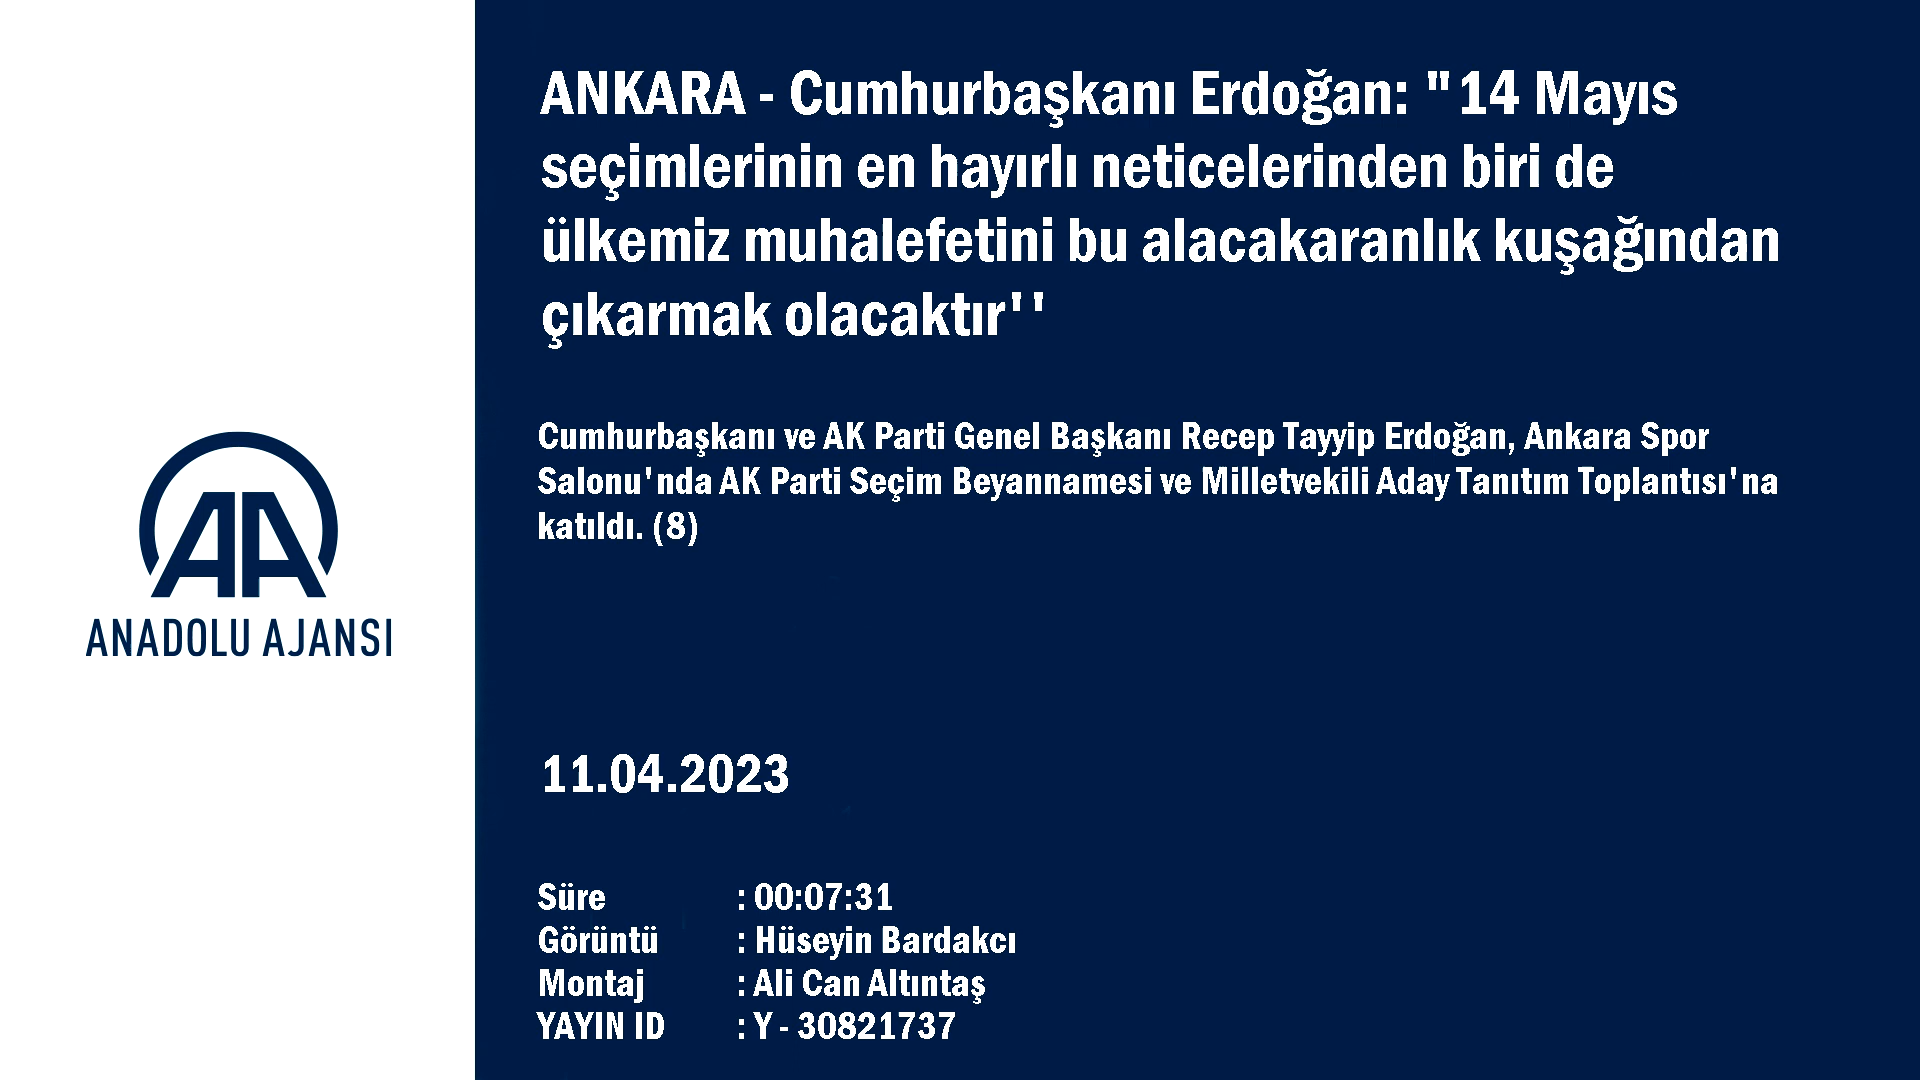 ANKARA - Cumhurbaşkanı Erdoğan: "14 Mayıs
seçimlerinin en hayırlı neticelerinden biri de
ülkemiz muhalefetini bu alacakaranlık kuşağından
çıkarmak olacaktır''
Cumhurbaşkanı ve AK Parti Genel Başkanı Recep Tayyip Erdoğan, Ankara Spor
Salonu'nda AK Parti Seçim Beyannamesi ve Milletvekili Aday Tanıtım Toplantısı'na
katıldı. (8)
AA
ANADOLU AJANSI
11.04.2023
Süre : 00:07:31
Görüntü : Hüseyin Bardakcı
Montaj : Ali Can Altıntaş
YAYIN ID : Y - 30821737